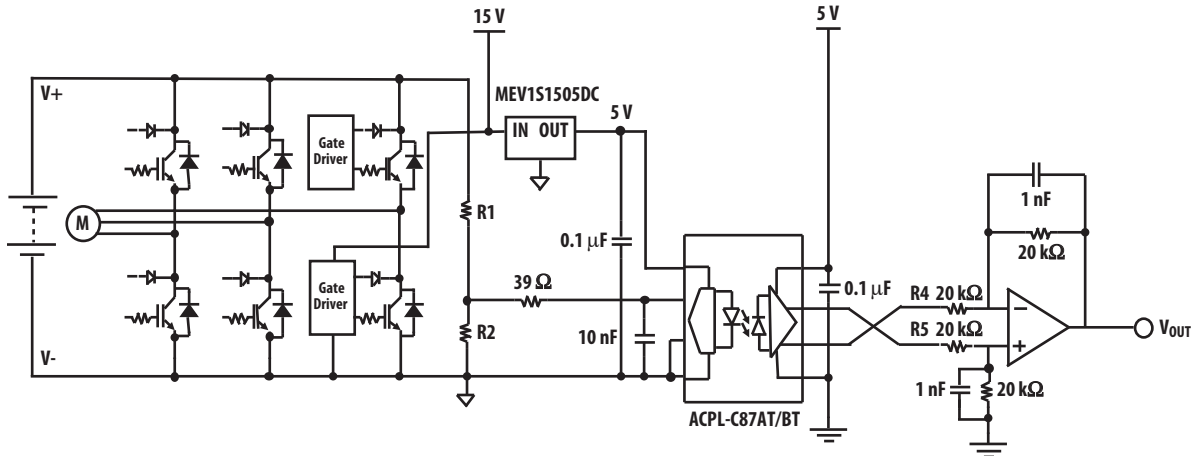 15 V
5 V
V+
MEV1S1505DC
5 V
IN OUT
Gate
Driver
1 nF
M
R1
20 kΩ
0.1 μF
39 Ω
0.1 μF
R4 20 kΩ
Gate
Driver
R5 20 kΩ
R2
10 nF
V-
−
+
VOUT
1 nF
20 kΩ
ACPL-C87AT/BT